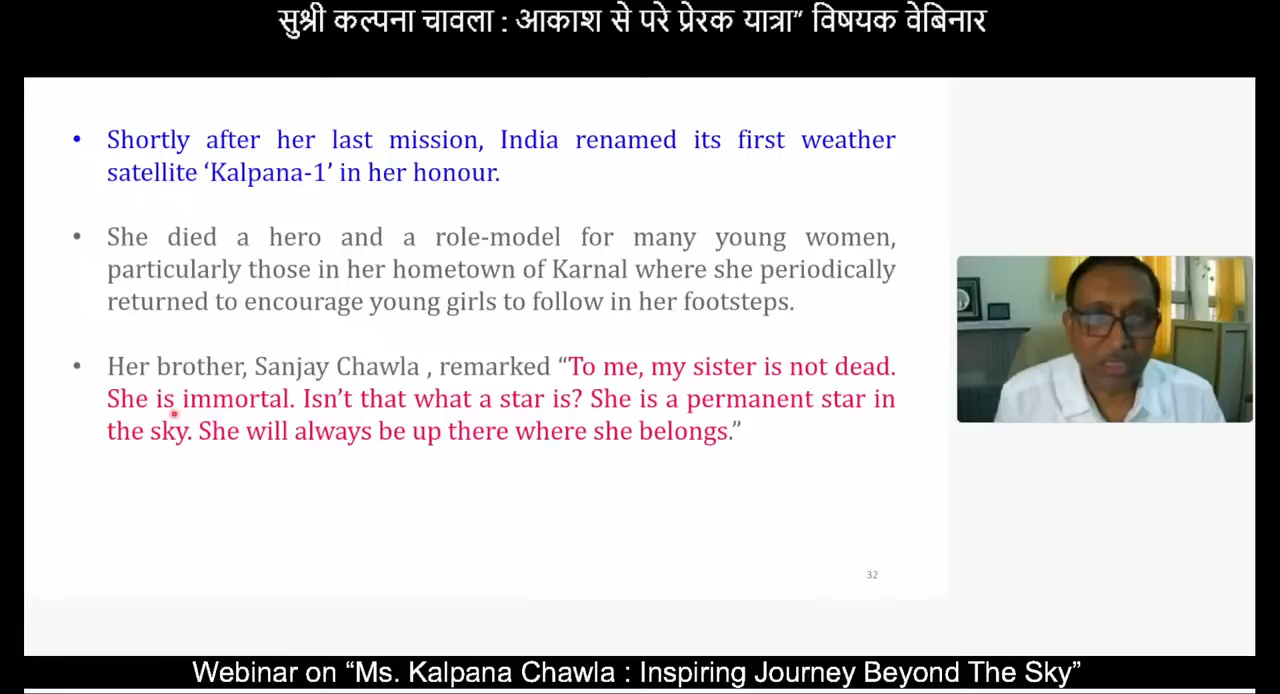 सुश्री कल्पना चावला : आकाश से परे प्रेरक यात्रा” विषयक वेबिनार
• Shortly after her last mission, India renamed its first weather
satellite ‘Kalpana-1’ in her honour.
• She died a hero and a role-model for many young women,
particularly those in her hometown of Karnal where she periodically
returned to encourage young girls to follow in her footsteps.
• Her brother, Sanjay Chawla , remarked “To me, my sister is not dead.
She is immortal. Isn’t that what a star is? She is a permanent star in
the sky. She will always be up there where she belongs.”
32
Webinar on “Ms. Kalpana Chawla : Inspiring Journey Beyond The Sky”